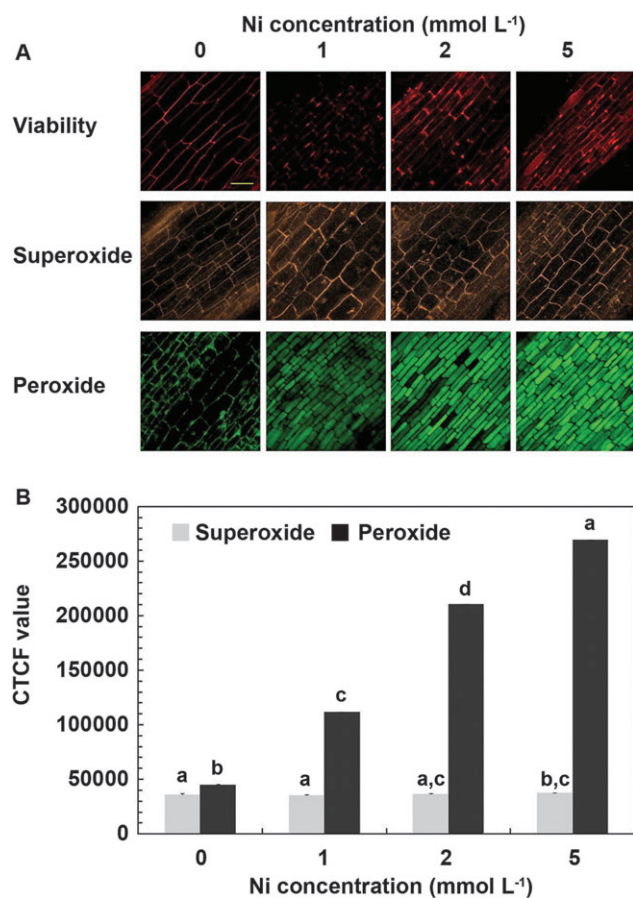 Ni concentration (mmol L⁻¹)
A
0 1 2 5
Viability
Superoxide
Peroxide
B
300000
250000
200000
150000
100000
50000
0
CTCF value
Superoxide Peroxide
a b a c a,c d b,c a
0 1 2 5
Ni concentration (mmol L⁻¹)